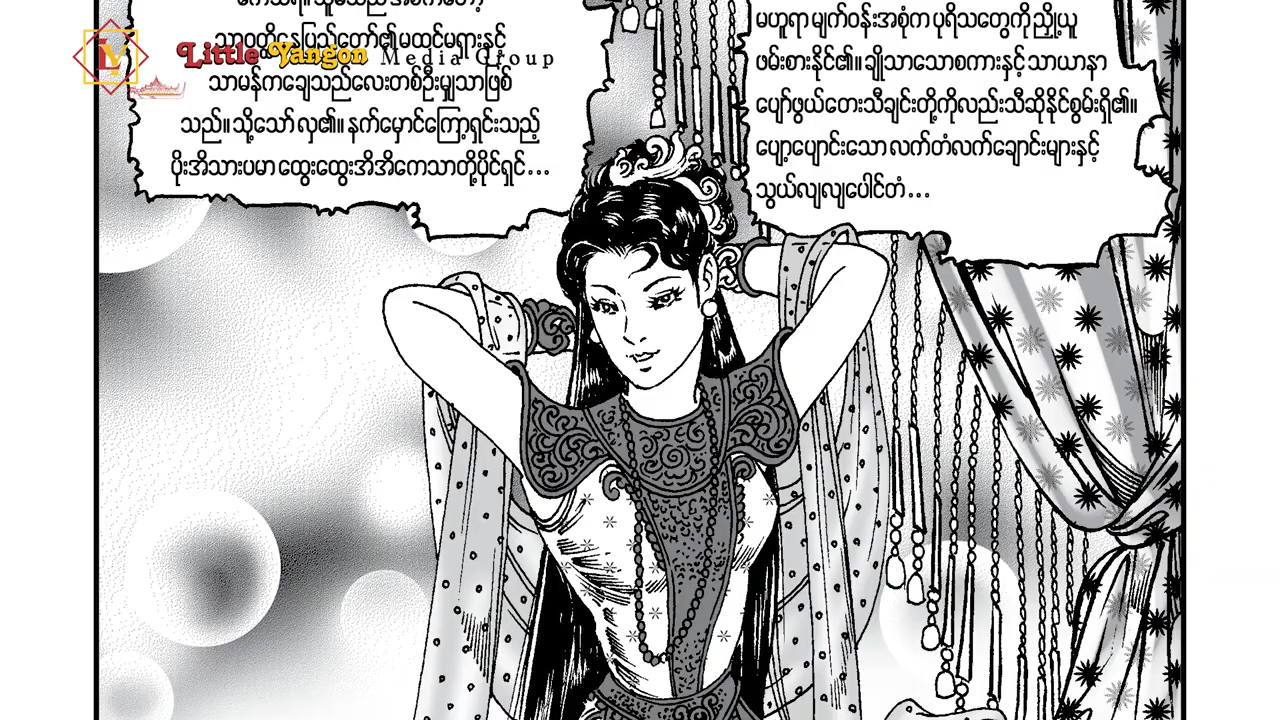 သာဝတ္ထိနေပြည်တော်၏ မထင်မရှားနှင့်
သာမန်ကချေသည်လေးတစ်ဦးမျှသာဖြစ်
သည်။ သို့သော် လှ၏။ နက်မှောင်ကြော့ရှင်းသည့်
ပိုးအိသားပမာ ထွေးထွေးအိအိကေသာတို့ပိုင်ရှင်...
မဟူရာ မျက်ဝန်းအစုံက ပုရိသတွေကို ညှို့ယူ
ဖမ်းစားနိုင်၏။ ချိုသာသောစကားနှင့် သာယာနာ
ပျော်ဖွယ်တေးသီချင်းတို့ကိုလည်းသီဆိုနိုင်စွမ်းရှိ၏။
ပျော့ပျောင်းသော လက်တံလက်ချောင်းများနှင့်
သွယ်လျလျပေါင်တံ...
LY
Little Yangon Media Group